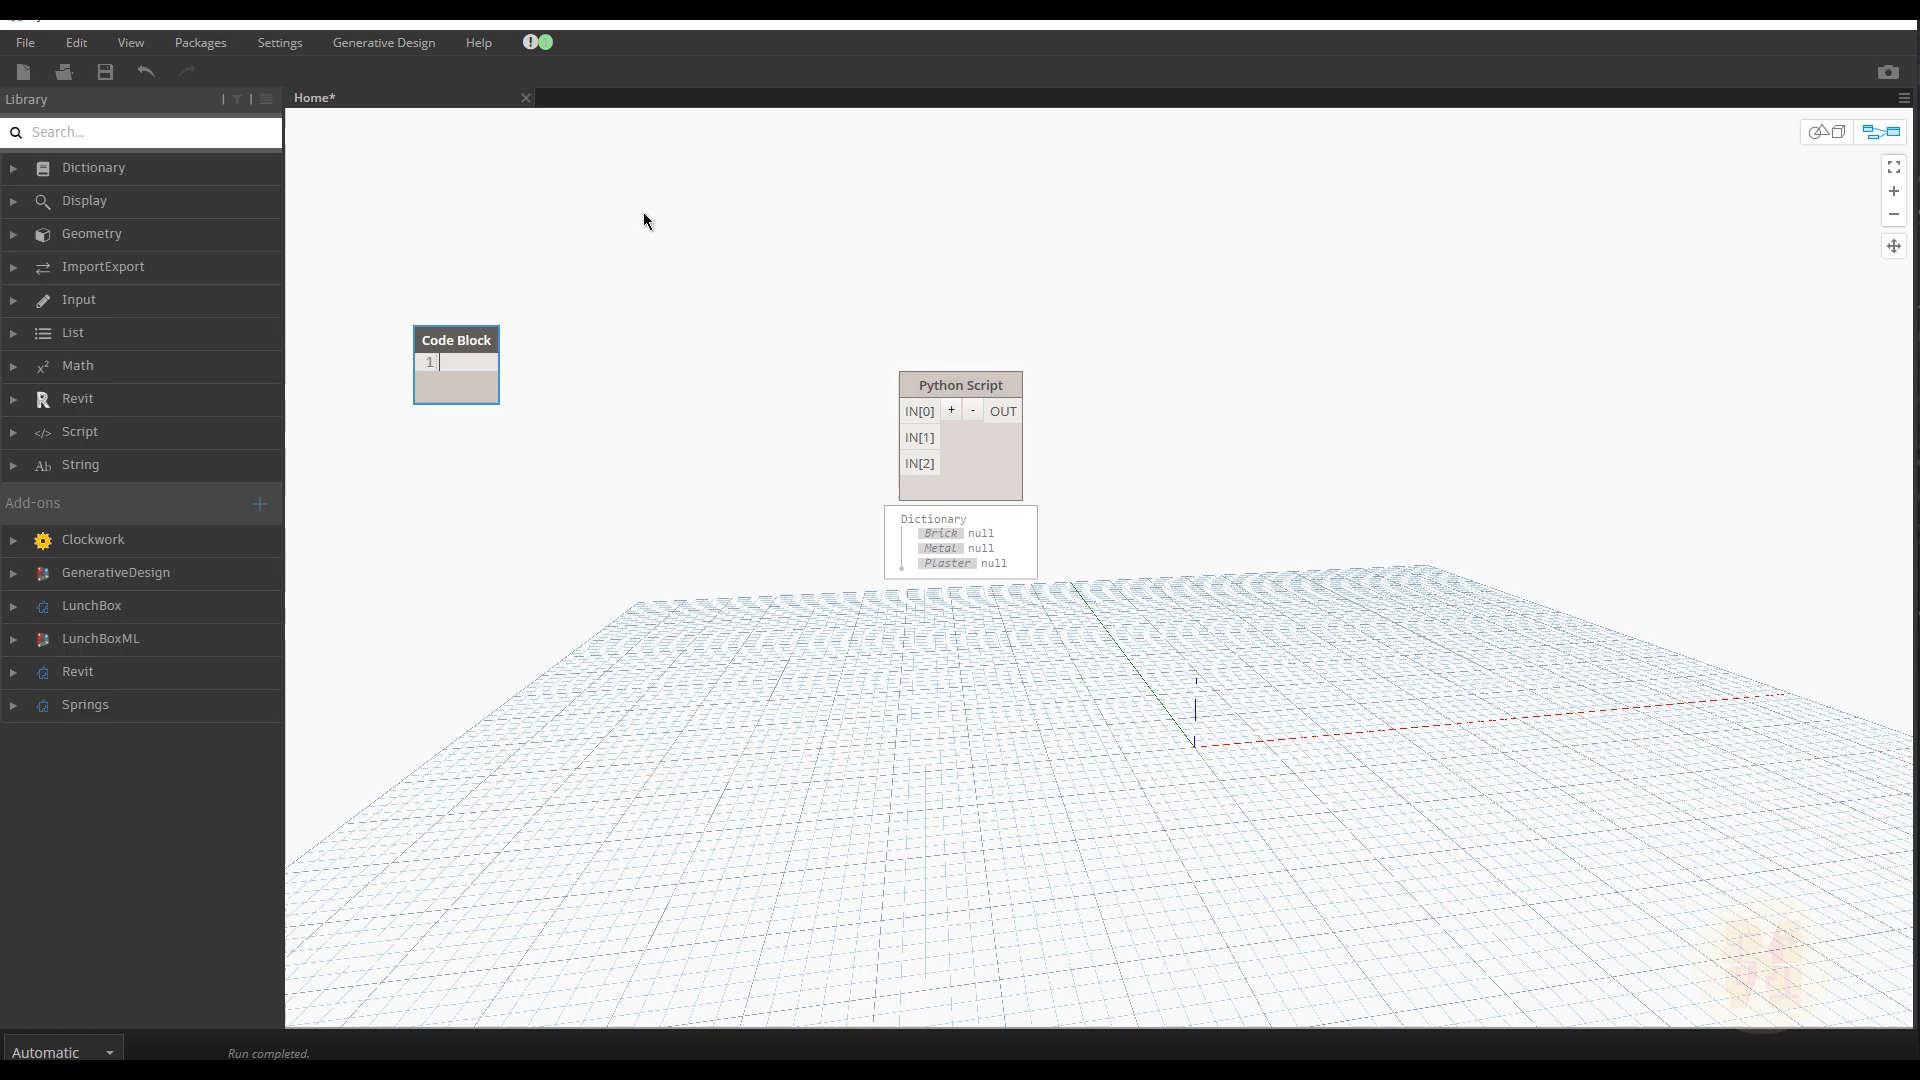 File Edit View Packages Settings Generative Design Help
Library
Home*
Search...
Dictionary
Display
Geometry
ImportExport
Input
List
Math
Revit
Script
String
Add-ons
Clockwork
GenerativeDesign
LunchBox
LunchBoxML
Revit
Springs
Code Block
1
Python Script
IN[0] + - OUT
IN[1]
IN[2]
Dictionary
Brick null
Metal null
Plaster null
Automatic
Run completed.